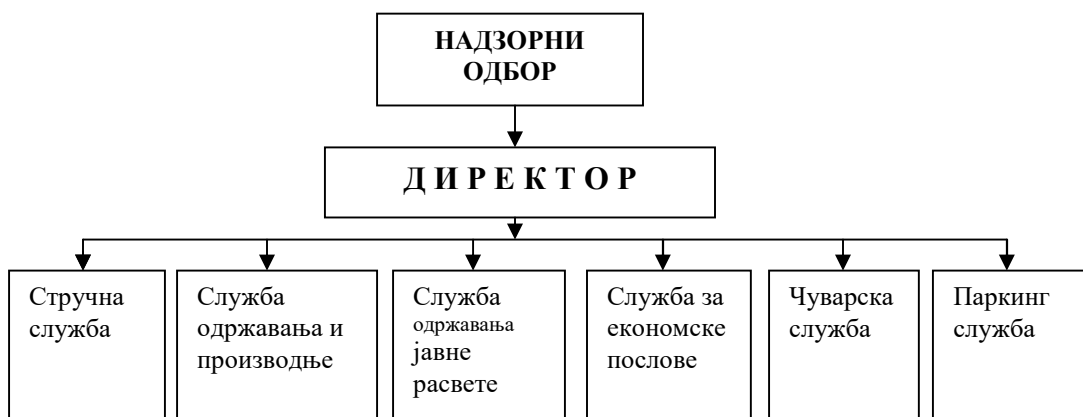 НАДЗОРНИ
ОДБОР
Д И Р Е К Т О Р
Стручна
служба
Служба
одржавања и
производње
Служба
одржавања
јавне
расвете
Служба за
економске
послове
Чуварска
служба
Паркинг
служба